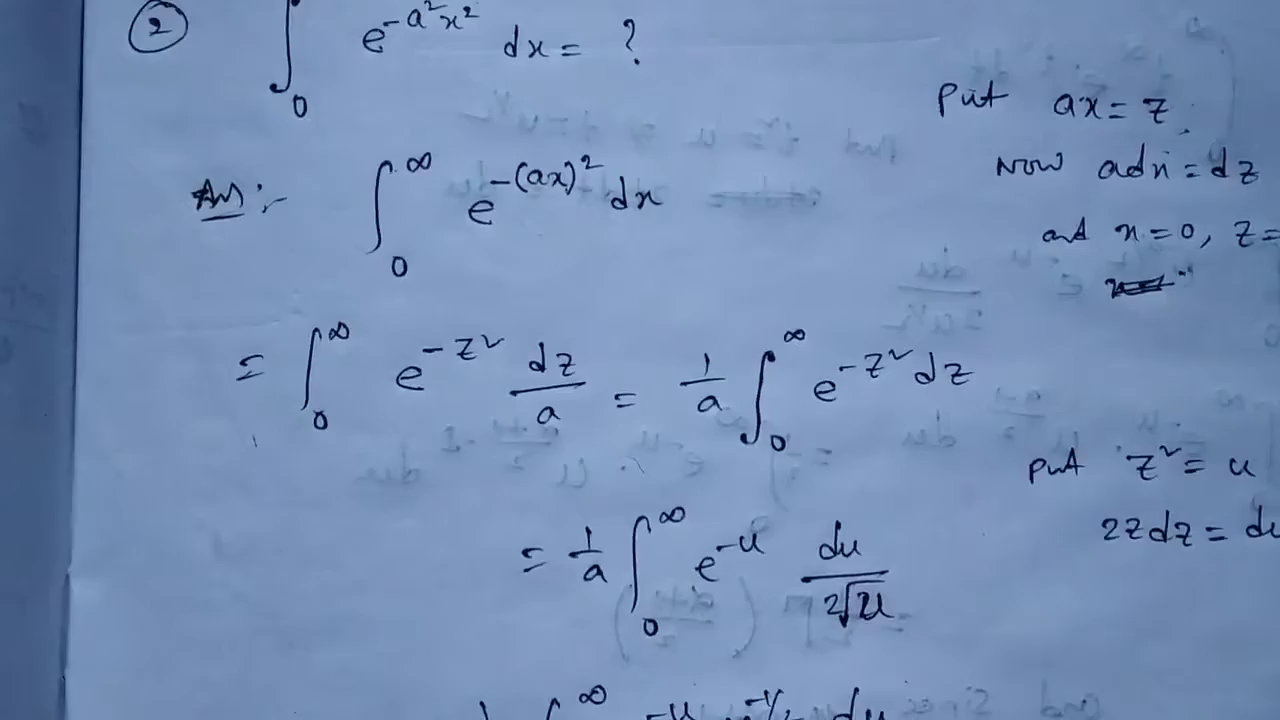 ② ∫₀ e^{-a²x²} dx = ?
Put ax = z.
Now adx = dz
and x = 0, z =
Ans :- ∫₀^∞ e^{-(ax)²} dx
= ∫₀^∞ e^{-z²} dz/a = 1/a ∫₀^∞ e^{-z²} dz
put z² = u
2zdz = du
= 1/a ∫₀^∞ e^{-u} du/2√u